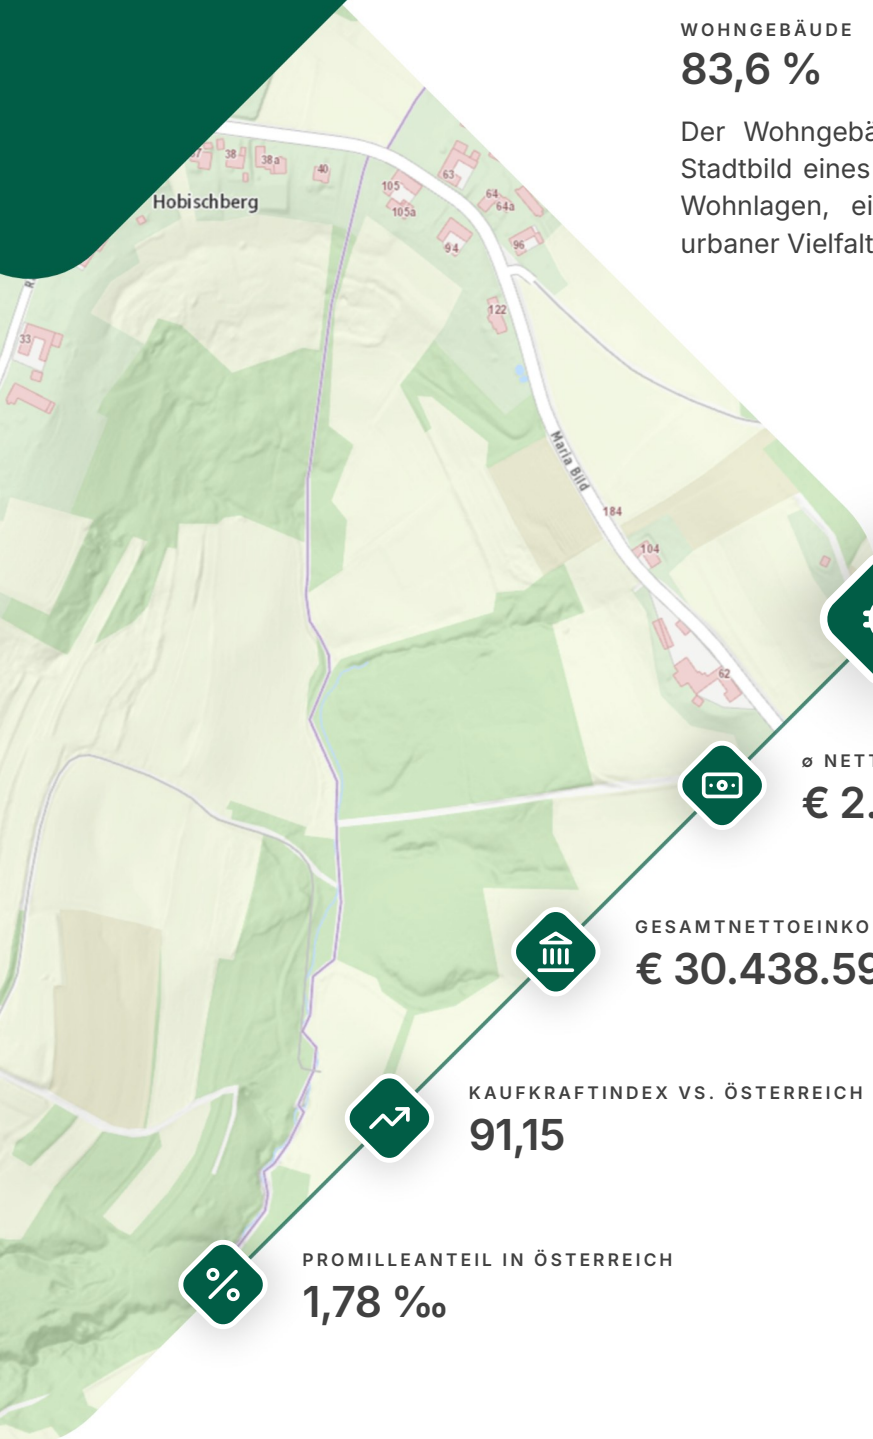 WOHNGEBÄUDE
83,6 %
Der Wohngebä
Stadtbild eines
Wohnlagen, ei
urbaner Vielfalt
37
38
38a
40
Hobischberg
105
105a
63
64
64a
94
96
122
33
Maria Bild
184
104
62
ø NETT
€ 2.
GESAMTNETTOEINKO
€ 30.438.59
KAUFKRAFTINDEX VS. ÖSTERREICH
91,15
PROMILLEANTEIL IN ÖSTERREICH
1,78 ‰